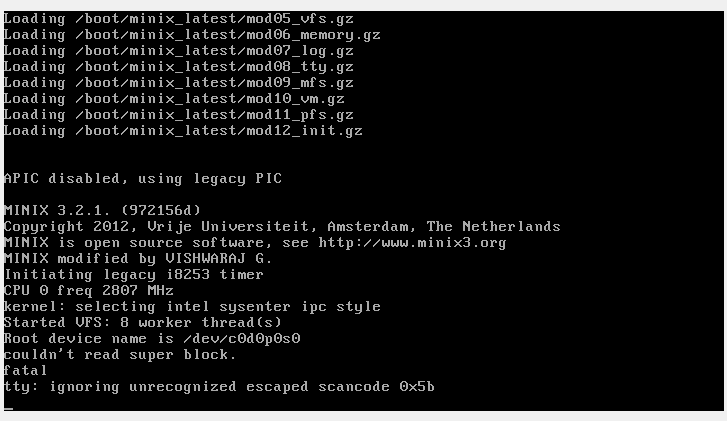 Loading /boot/minix_latest/mod05_vfs.gz
Loading /boot/minix_latest/mod06_memory.gz
Loading /boot/minix_latest/mod07_log.gz
Loading /boot/minix_latest/mod08_tty.gz
Loading /boot/minix_latest/mod09_mfs.gz
Loading /boot/minix_latest/mod10_vm.gz
Loading /boot/minix_latest/mod11_pfs.gz
Loading /boot/minix_latest/mod12_init.gz
APIC disabled, using legacy PIC
MINIX 3.2.1. (972156d)
Copyright 2012, Vrije Universiteit, Amsterdam, The Netherlands
MINIX is open source software, see http://www.minix3.org
MINIX modified by VISHWARAJ G.
Initiating legacy i8253 timer
CPU 0 freq 2807 MHz
kernel: selecting intel sysenter ipc style
Started VFS: 8 worker thread(s)
Root device name is /dev/c0d0p0s0
couldn't read super block.
fatal
tty: ignoring unrecognized escaped scancode 0x5b